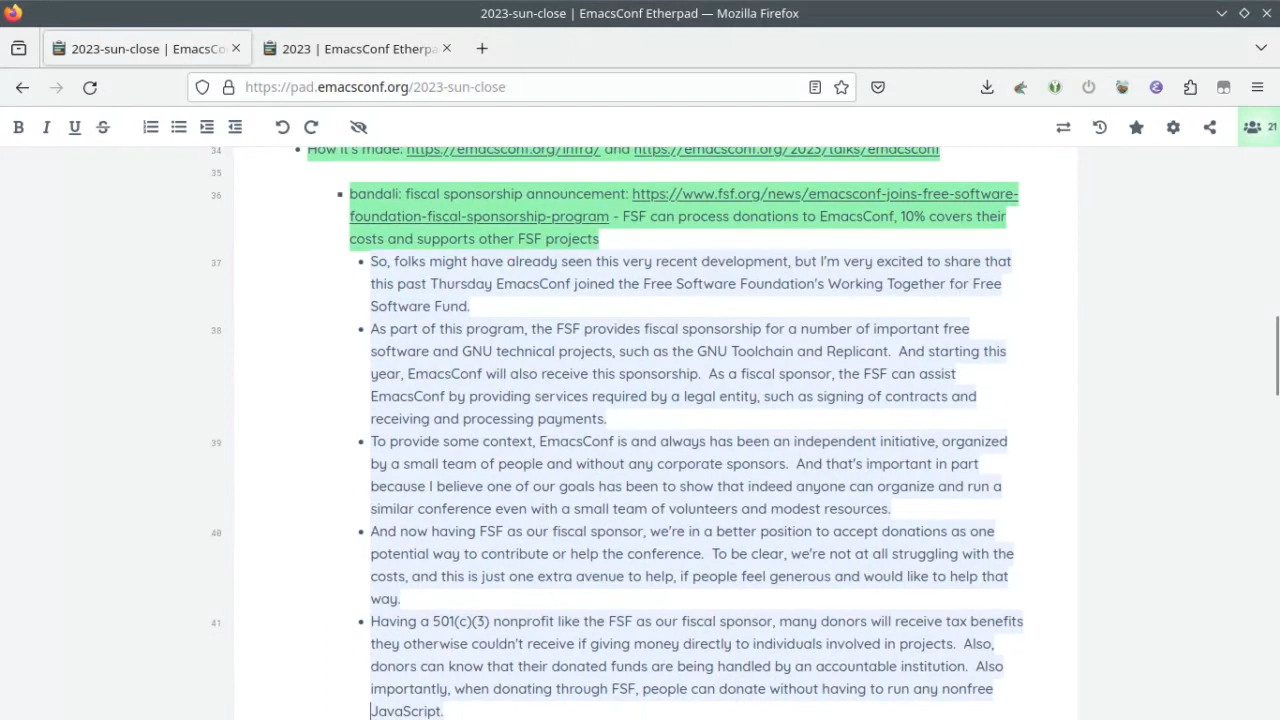 2023-sun-close | EmacsConf Etherpad — Mozilla Firefox
2023-sun-close | EmacsCo
2023 | EmacsConf Etherpa
https://pad.emacsconf.org/2023-sun-close
B I U S
21
34
How it's made: https://emacsconf.org/infra/ and https://emacsconf.org/2023/talks/emacsconf
35
36
bandali: fiscal sponsorship announcement: https://www.fsf.org/news/emacsconf-joins-free-software-
foundation-fiscal-sponsorship-program - FSF can process donations to EmacsConf, 10% covers their
costs and supports other FSF projects
37
So, folks might have already seen this very recent development, but I'm very excited to share that
this past Thursday EmacsConf joined the Free Software Foundation's Working Together for Free
Software Fund.
38
As part of this program, the FSF provides fiscal sponsorship for a number of important free
software and GNU technical projects, such as the GNU Toolchain and Replicant.  And starting this
year, EmacsConf will also receive this sponsorship.  As a fiscal sponsor, the FSF can assist
EmacsConf by providing services required by a legal entity, such as signing of contracts and
receiving and processing payments.
39
To provide some context, EmacsConf is and always has been an independent initiative, organized
by a small team of people and without any corporate sponsors.  And that's important in part
because I believe one of our goals has been to show that indeed anyone can organize and run a
similar conference even with a small team of volunteers and modest resources.
40
And now having FSF as our fiscal sponsor, we're in a better position to accept donations as one
potential way to contribute or help the conference.  To be clear, we're not at all struggling with the
costs, and this is just one extra avenue to help, if people feel generous and would like to help that
way.
41
Having a 501(c)(3) nonprofit like the FSF as our fiscal sponsor, many donors will receive tax benefits
they otherwise couldn't receive if giving money directly to individuals involved in projects.  Also,
donors can know that their donated funds are being handled by an accountable institution.  Also
importantly, when donating through FSF, people can donate without having to run any nonfree
JavaScript.